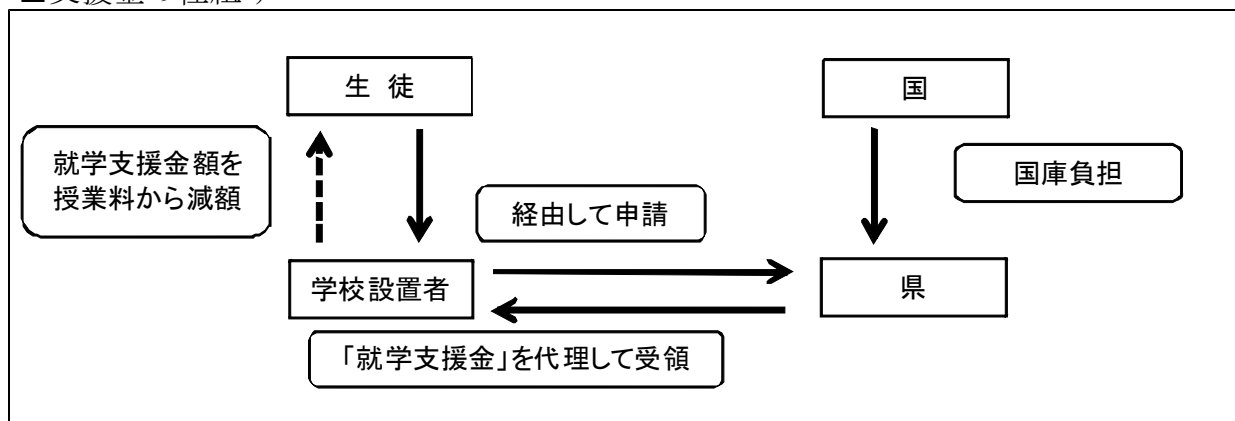 生 徒
国
就学支援金額を
授業料から減額
国庫負担
経由して申請
学校設置者
県
「就学支援金」を代理して受領